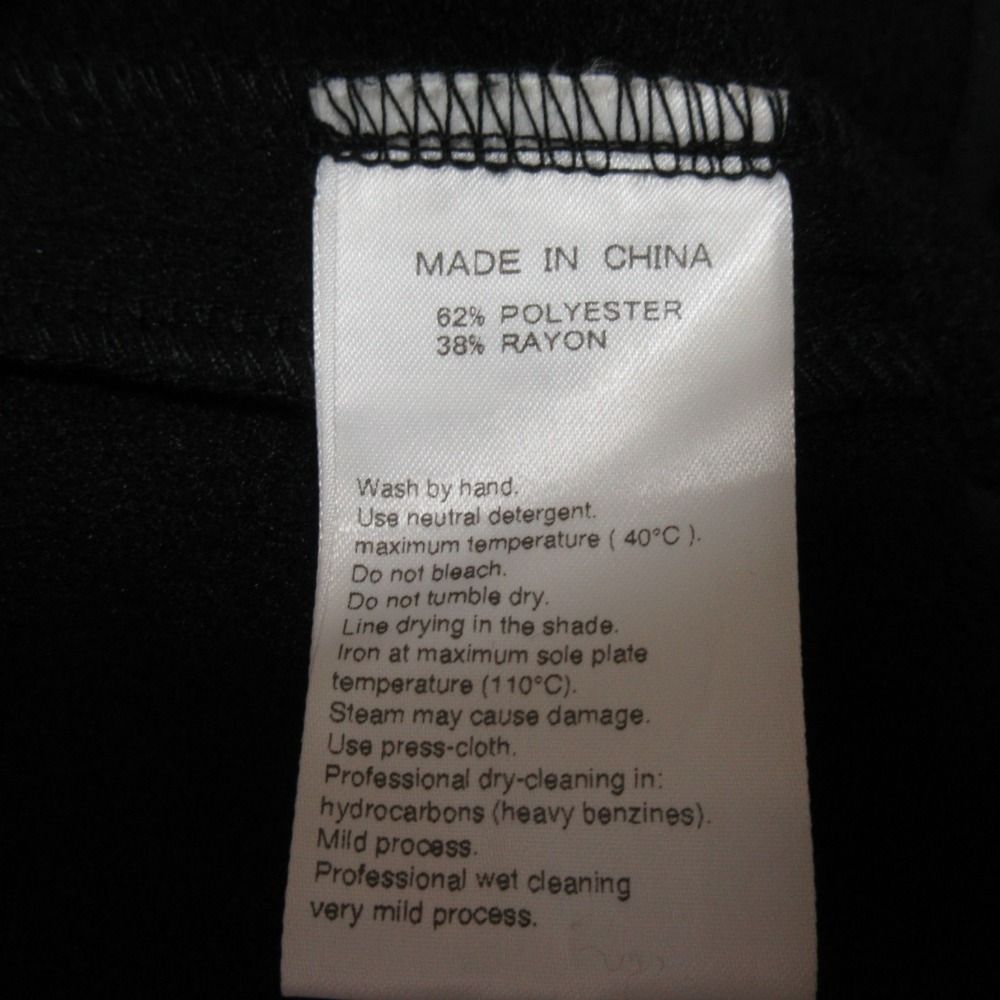 MADE IN CHINA
62% POLYESTER
38% RAYON
Wash by hand.
Use neutral detergent.
maximum temperature ( 40°C ).
Do not bleach.
Do not tumble dry.
Line drying in the shade.
Iron at maximum sole plate
temperature (110°C).
Steam may cause damage.
Use press-cloth.
Professional dry-cleaning in:
hydrocarbons (heavy benzines).
Mild process.
Professional wet cleaning
very mild process.